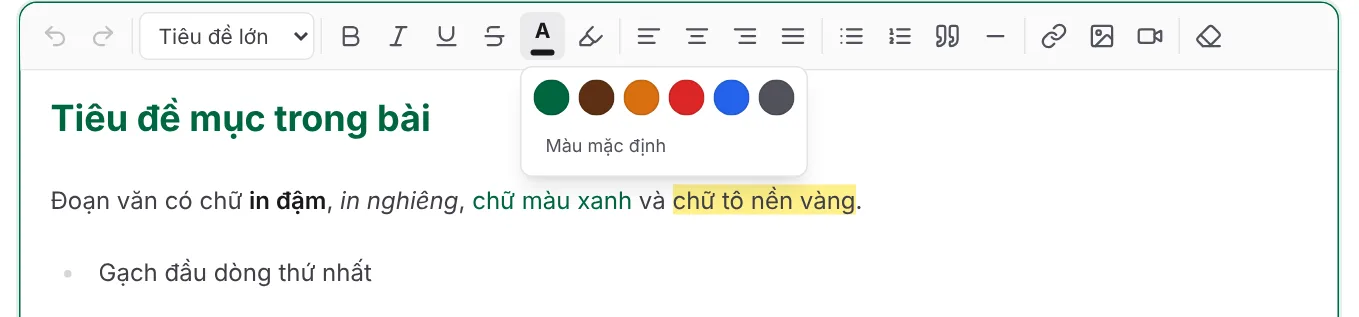 Tiêu đề lớn
B I U S A
Màu mặc định
Tiêu đề mục trong bài
Đoạn văn có chữ in đậm, in nghiêng, chữ màu xanh và chữ tô nền vàng.
Gạch đầu dòng thứ nhất